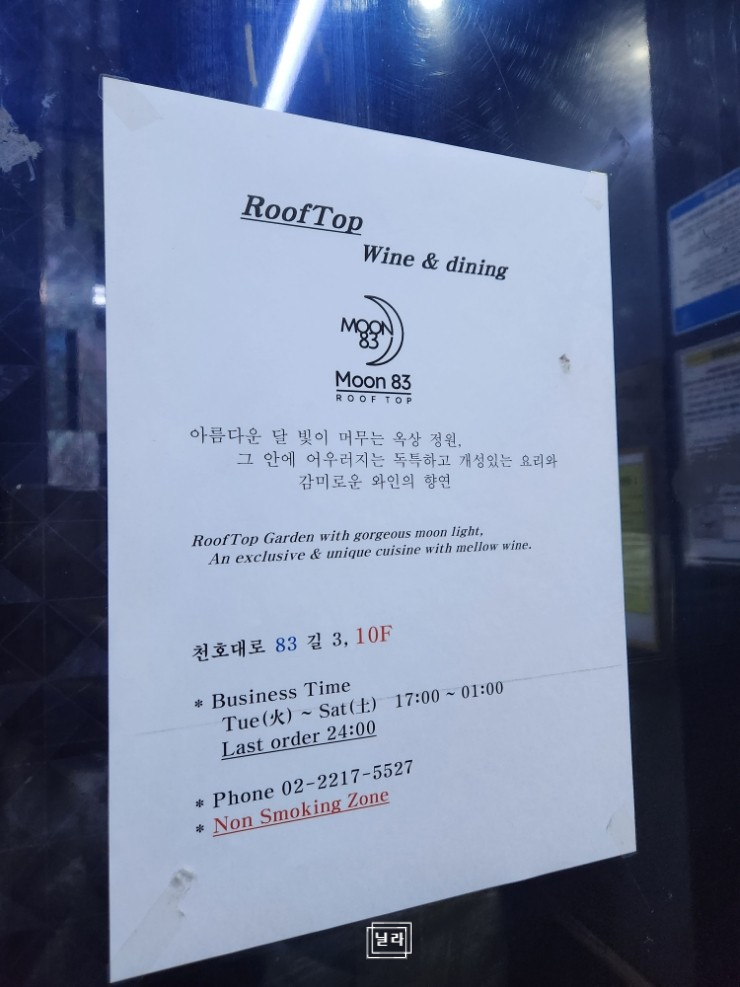 RoofTop
Wine & dining
MOON
83
Moon 83
ROOF TOP
아름다운 달 빛이 머무는 옥상 정원,
그 안에 어우러지는 독특하고 개성있는 요리와
감미로운 와인의 향연
RoofTop Garden with gorgeous moon light,
An exclusive & unique cuisine with mellow wine.
천호대로 83 길 3, 10F
* Business Time
Tue(火) ~ Sat(土) 17:00 ~ 01:00
Last order 24:00
* Phone 02-2217-5527
* Non Smoking Zone
닐라